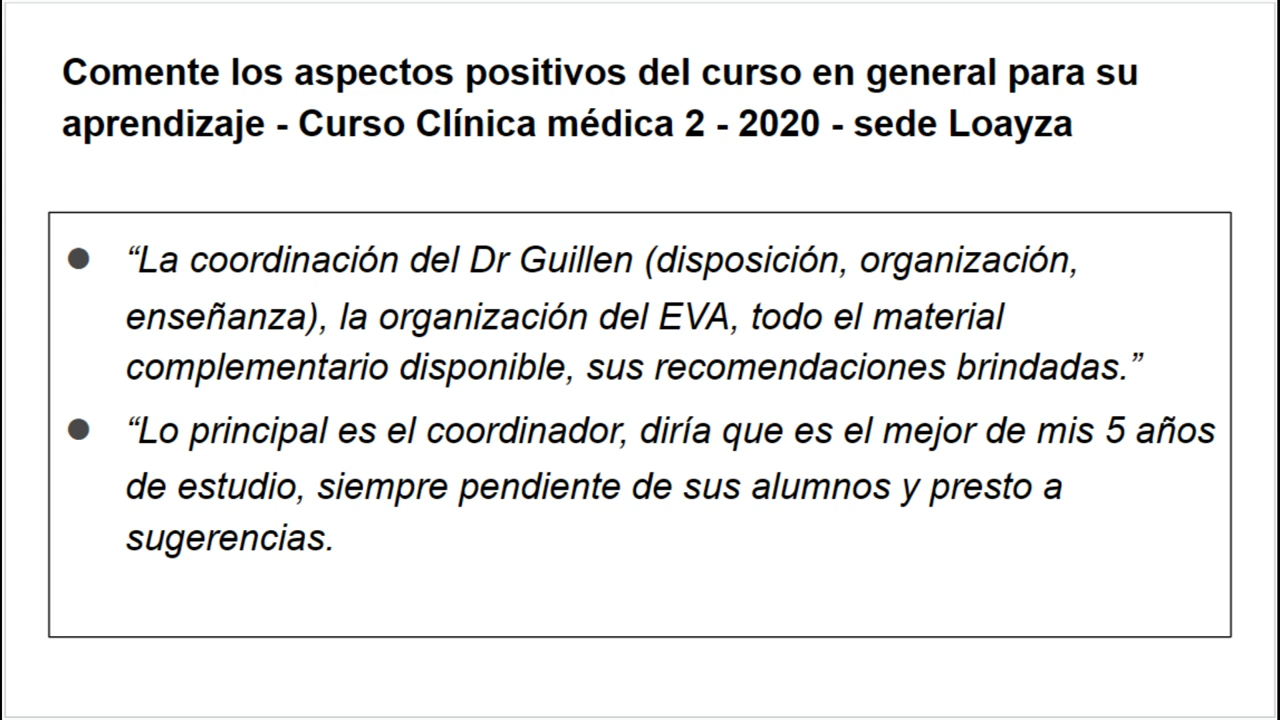 Comente los aspectos positivos del curso en general para su
aprendizaje - Curso Clínica médica 2 - 2020 - sede Loayza
● “La coordinación del Dr Guillen (disposición, organización,
enseñanza), la organización del EVA, todo el material
complementario disponible, sus recomendaciones brindadas.”
● “Lo principal es el coordinador, diría que es el mejor de mis 5 años
de estudio, siempre pendiente de sus alumnos y presto a
sugerencias.